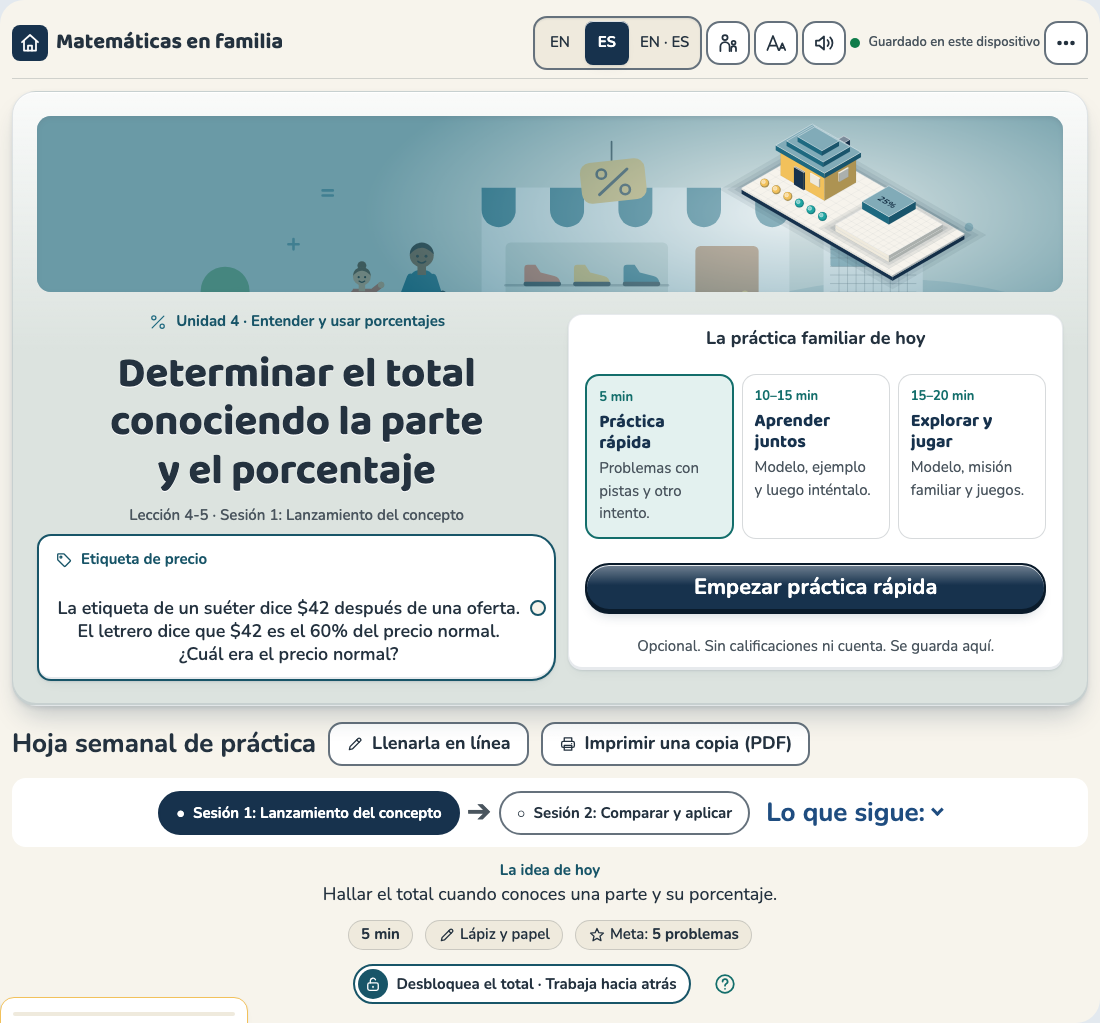 Matemáticas en familia
EN ES EN · ES
Guardado en este dispositivo
%
=
+
25%
Unidad 4 · Entender y usar porcentajes
Determinar el total
conociendo la parte
y el porcentaje
Lección 4-5 · Sesión 1: Lanzamiento del concepto
Etiqueta de precio
La etiqueta de un suéter dice $42 después de una oferta.
El letrero dice que $42 es el 60% del precio normal.
¿Cuál era el precio normal?
La práctica familiar de hoy
5 min
Práctica
rápida
Problemas con
pistas y otro
intento.
10–15 min
Aprender
juntos
Modelo, ejemplo
y luego inténtalo.
15–20 min
Explorar y
jugar
Modelo, misión
familiar y juegos.
Empezar práctica rápida
Opcional. Sin calificaciones ni cuenta. Se guarda aquí.
Hoja semanal de práctica
Llenarla en línea
Imprimir una copia (PDF)
Sesión 1: Lanzamiento del concepto
Sesión 2: Comparar y aplicar
Lo que sigue:
La idea de hoy
Hallar el total cuando conoces una parte y su porcentaje.
5 min
Lápiz y papel
Meta: 5 problemas
Desbloquea el total · Trabaja hacia atrás